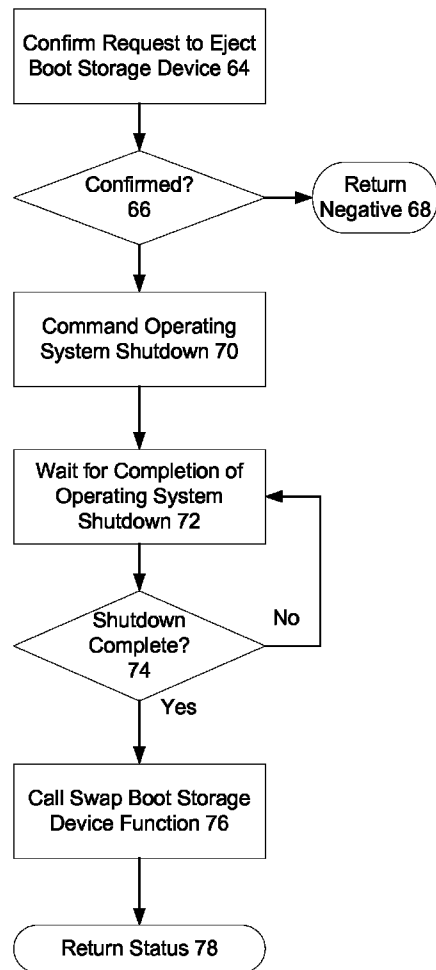 Confirm Request to Eject
Boot Storage Device 64
Confirmed?
66
Return
Negative 68
Command Operating
System Shutdown 70
Wait for Completion of
Operating System
Shutdown 72
Shutdown
Complete?
74
No
Yes
Call Swap Boot Storage
Device Function 76
Return Status 78